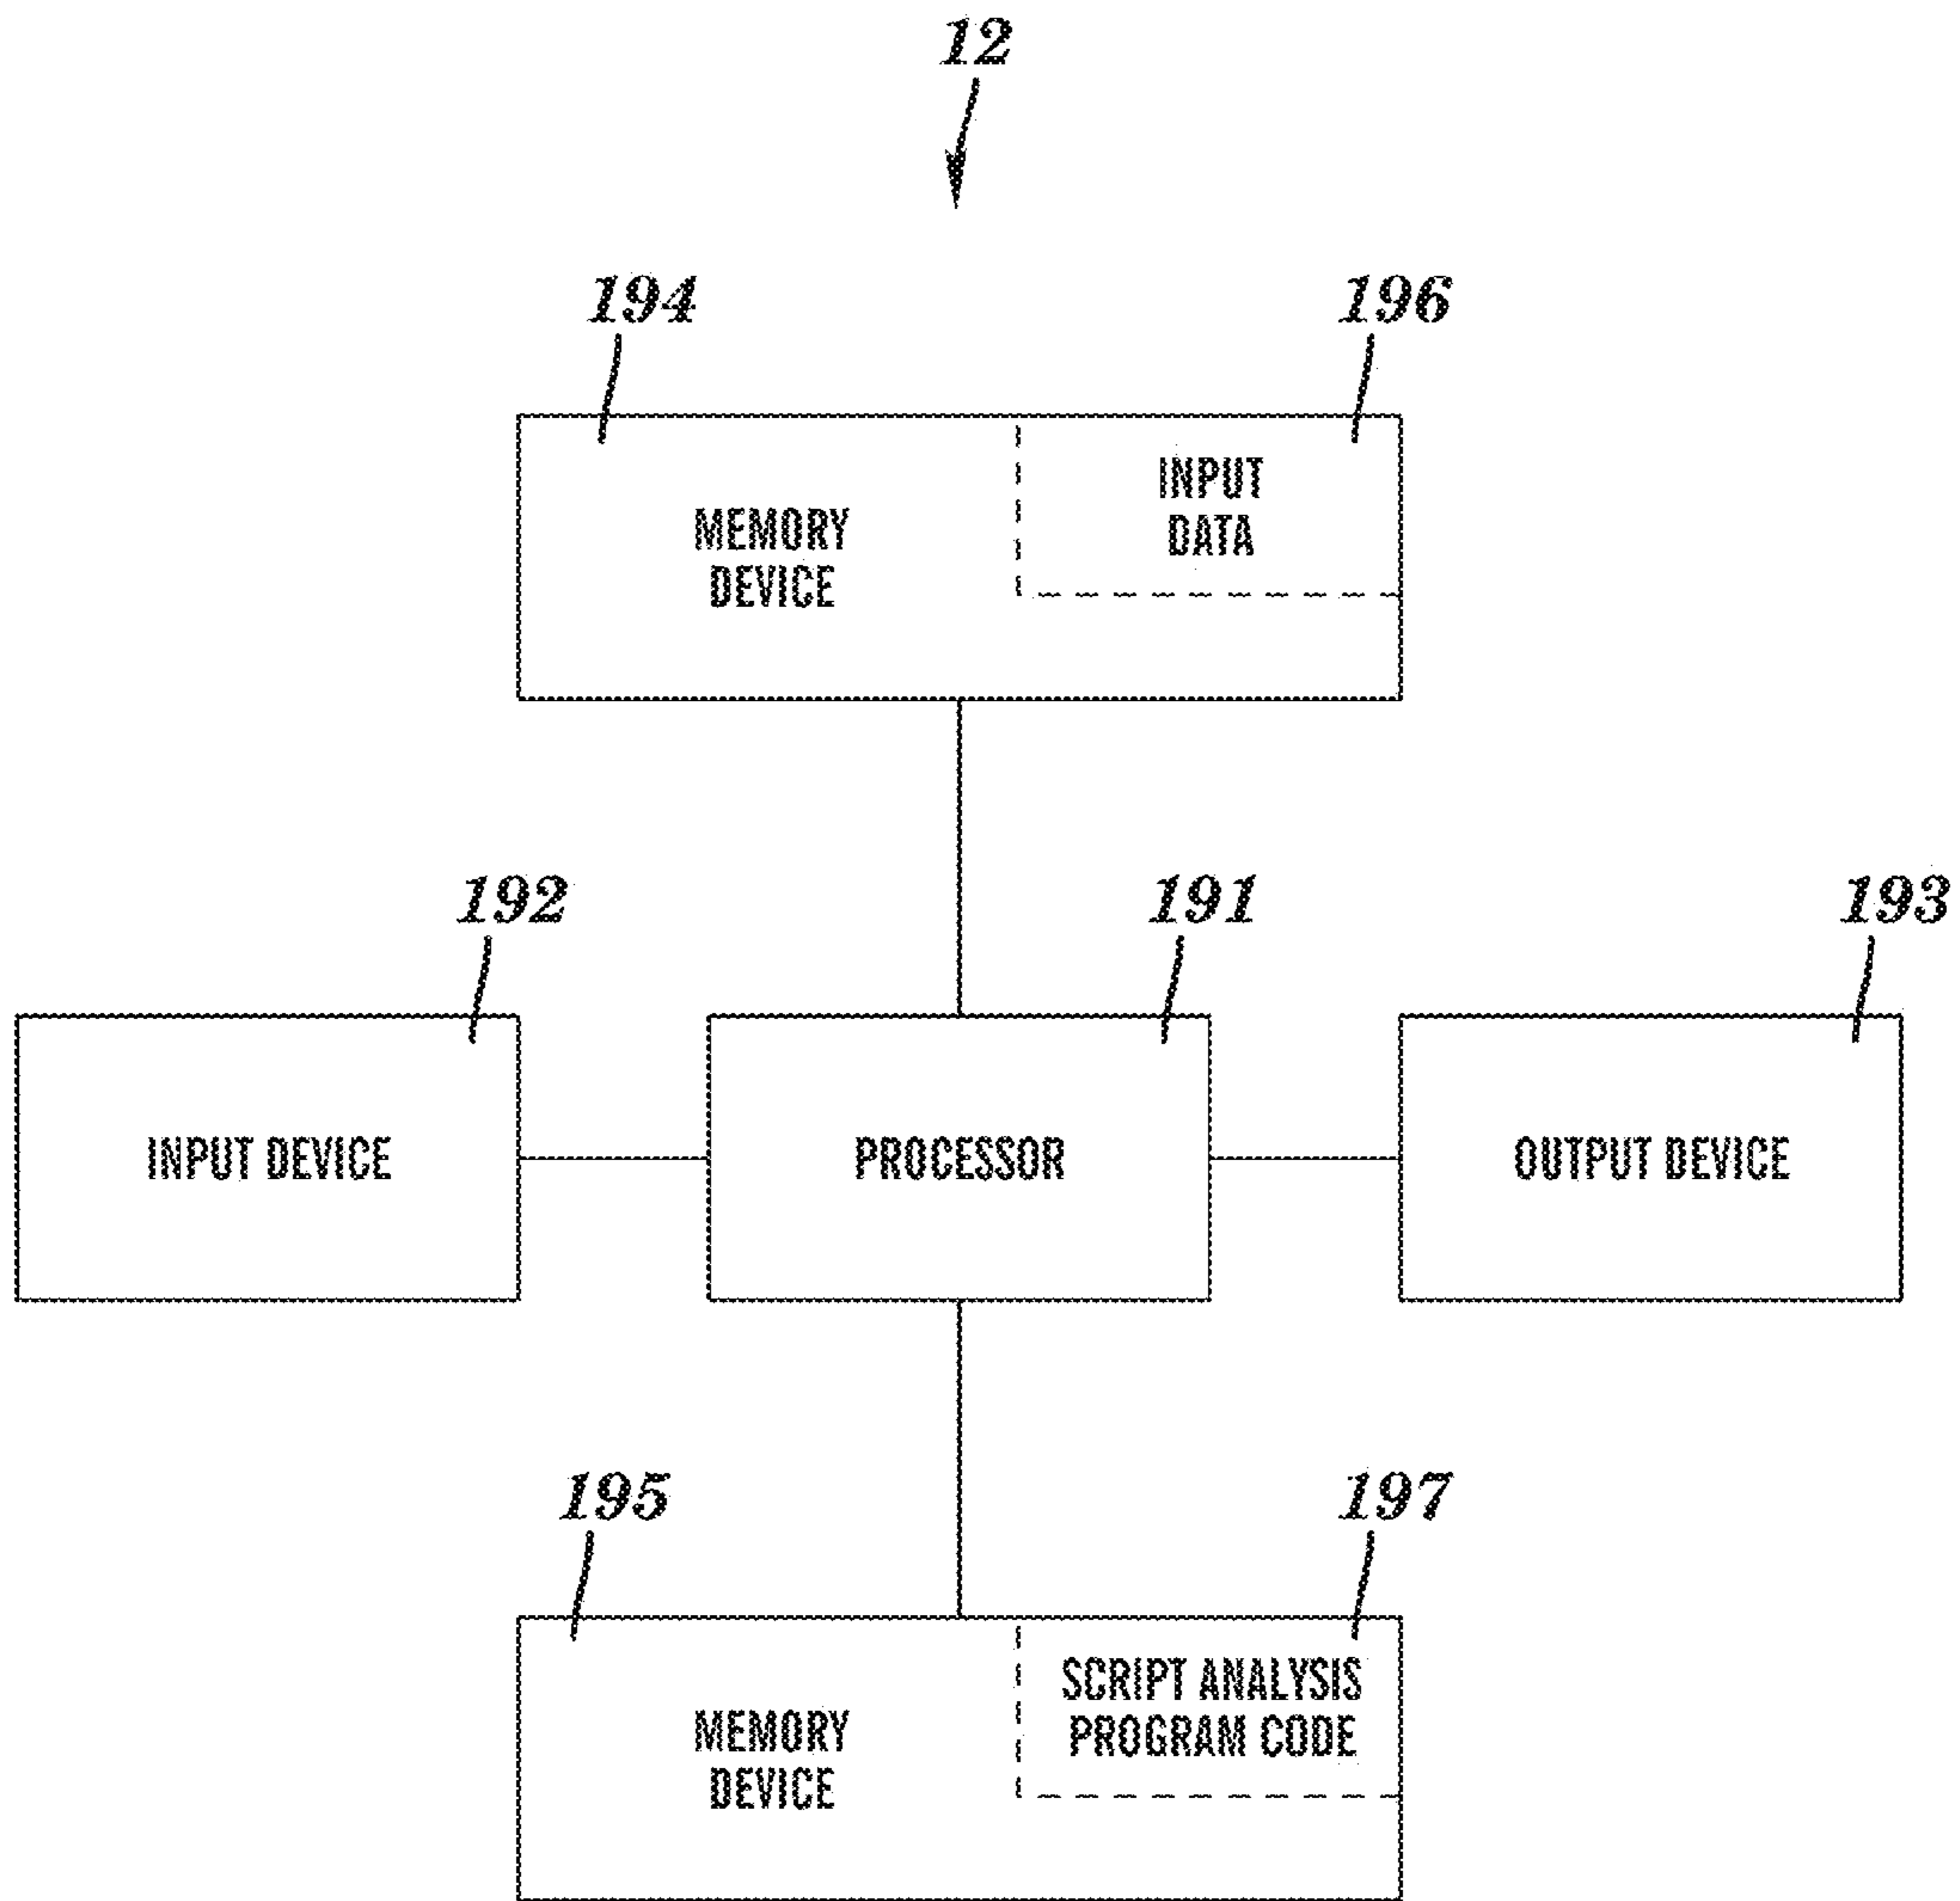 12
194
196
MEMORY
DEVICE
INPUT
DATA
192
191
193
INPUT DEVICE
PROCESSOR
OUTPUT DEVICE
195
197
MEMORY
DEVICE
SCRIPT ANALYSIS
PROGRAM CODE